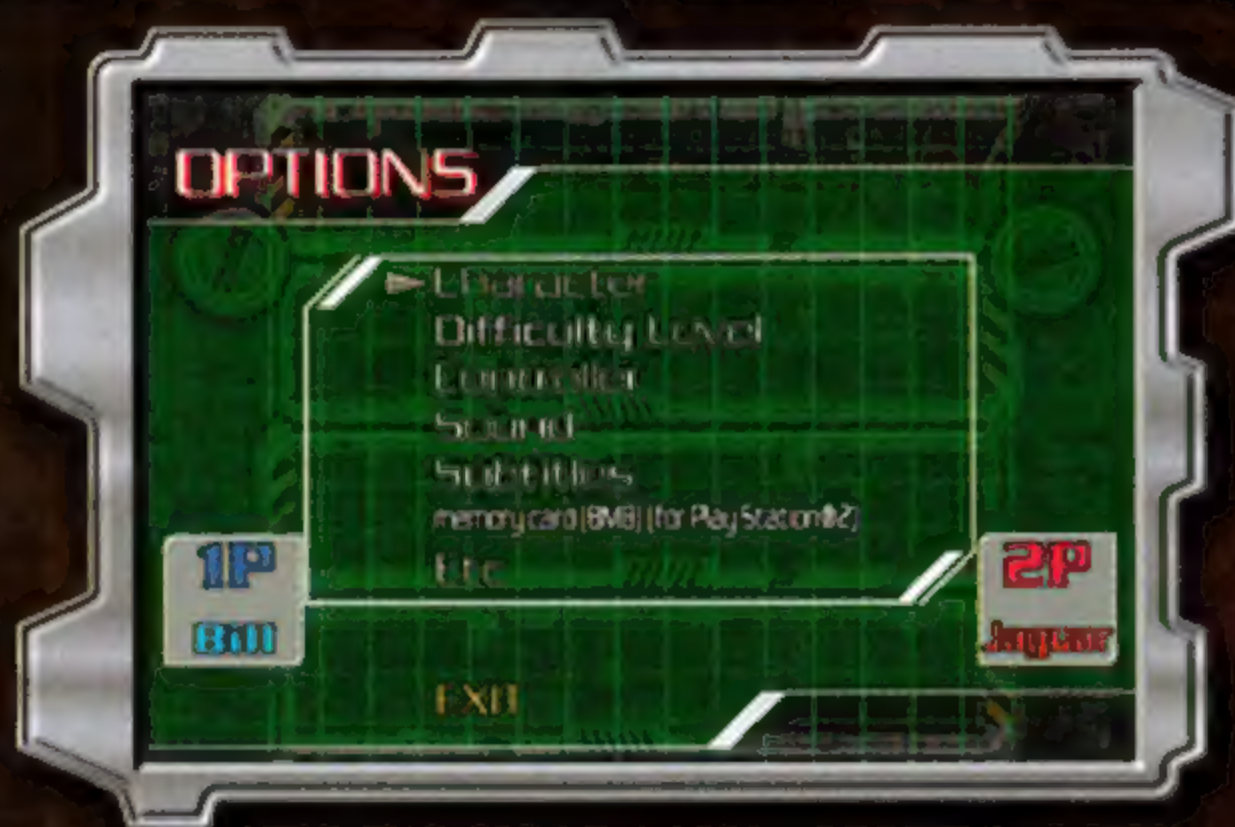 OPTIONS
Character
Difficulty Level
Controller
Sound
Subtitles
memory card (8MB) (for PlayStation®2)
Etc
1P
Bill
2P
Jaguar
EXIT